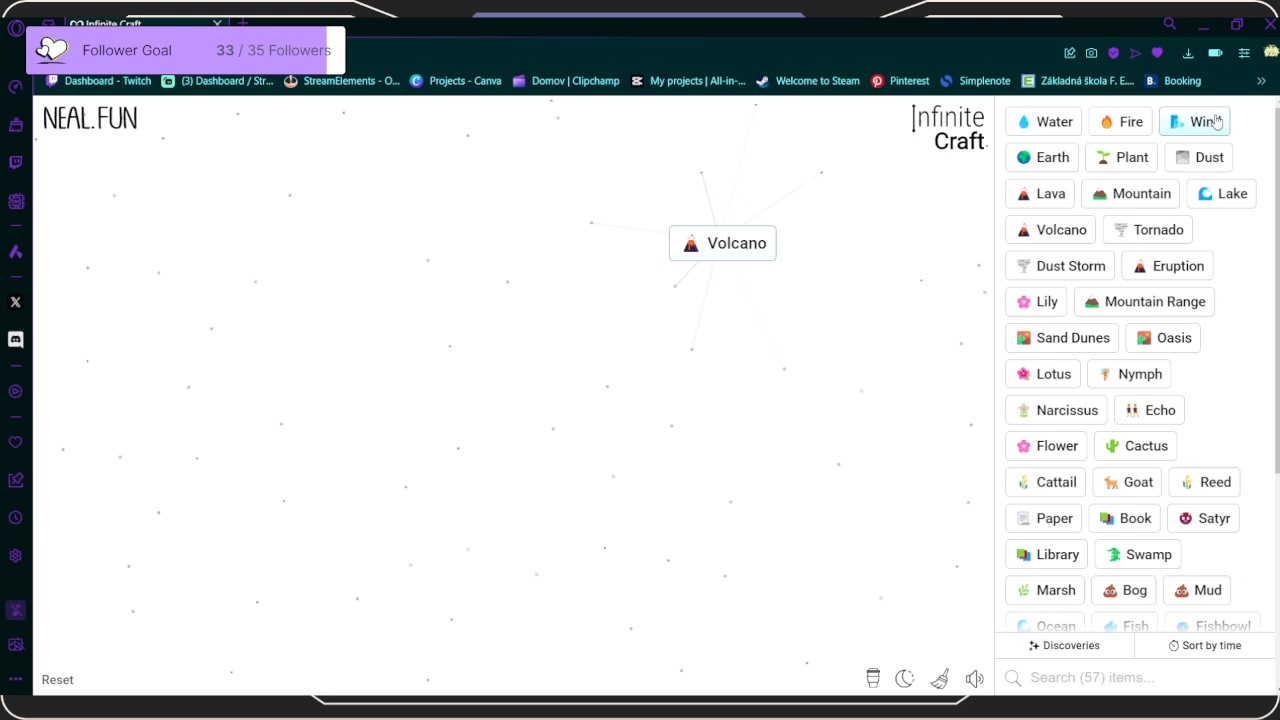 Infinite Craft
Follower Goal 33 / 35 Followers
Dashboard - Twitch (3) Dashboard / Str... StreamElements - O... Projects - Canva Domov | Clipchamp My projects | All-in-... Welcome to Steam Pinterest Simplenote Základná škola F. E... Booking »
NEAL.FUN
Infinite
Craft
Water Fire Win
Earth Plant Dust
Lava Mountain Lake
Volcano
Volcano Tornado
Dust Storm Eruption
Lily Mountain Range
Sand Dunes Oasis
Lotus Nymph
Narcissus Echo
Flower Cactus
Cattail Goat Reed
Paper Book Satyr
Library Swamp
Marsh Bog Mud
Ocean Fish Fishbowl
Discoveries Sort by time
Reset
Search (57) items...